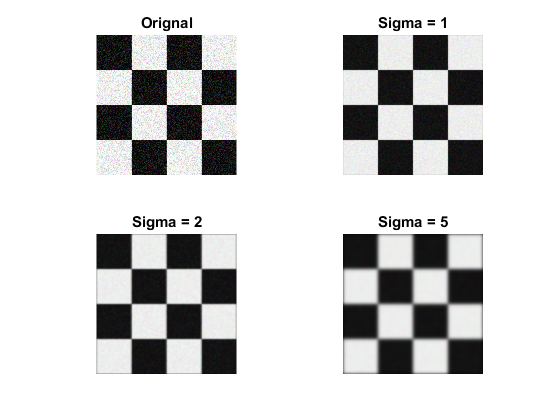 Orignal
Sigma = 1
Sigma = 2
Sigma = 5